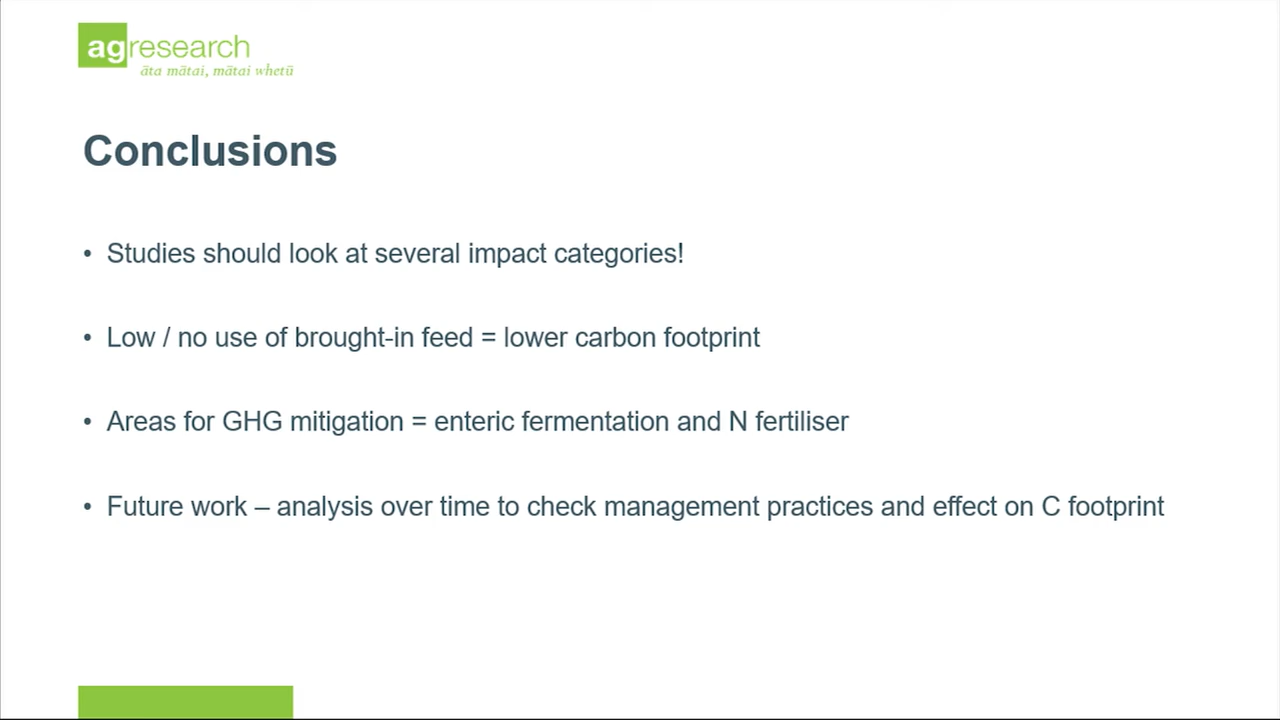 agresearch
āta mātai, mātai whetū
Conclusions
• Studies should look at several impact categories!
• Low / no use of brought-in feed = lower carbon footprint
• Areas for GHG mitigation = enteric fermentation and N fertiliser
• Future work – analysis over time to check management practices and effect on C footprint